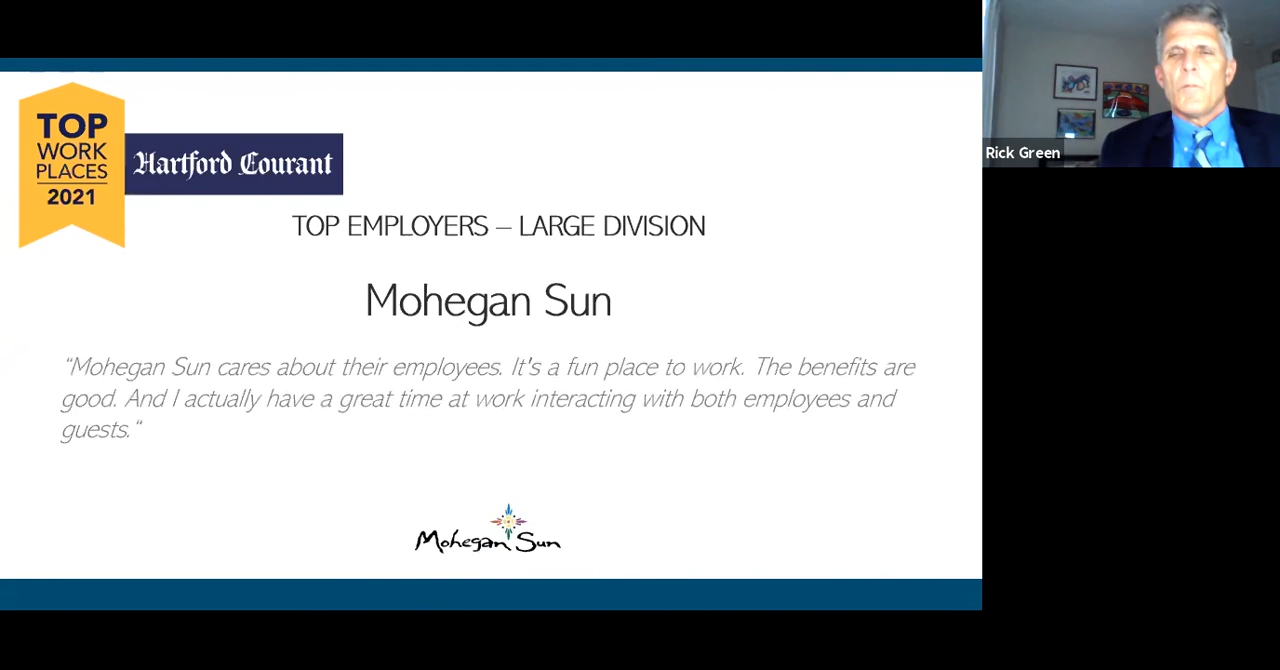 TOP
WORK
PLACES
2021
Hartford Courant
TOP EMPLOYERS – LARGE DIVISION
Mohegan Sun
“Mohegan Sun cares about their employees. It's a fun place to work. The benefits are
good. And I actually have a great time at work interacting with both employees and
guests.“
Mohegan Sun
Rick Green